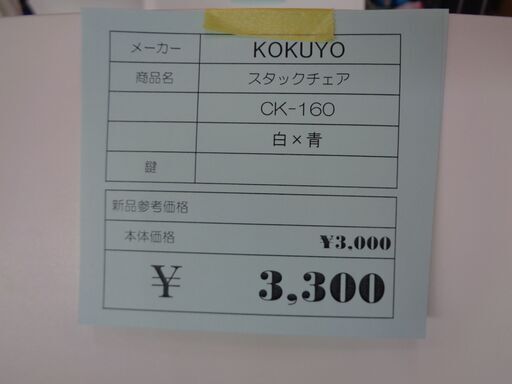 メーカー KOKUYO
商品名 スタックチェア
CK-160
白×青
鍵
新品参考価格
本体価格 ¥3,000
¥ 3,300